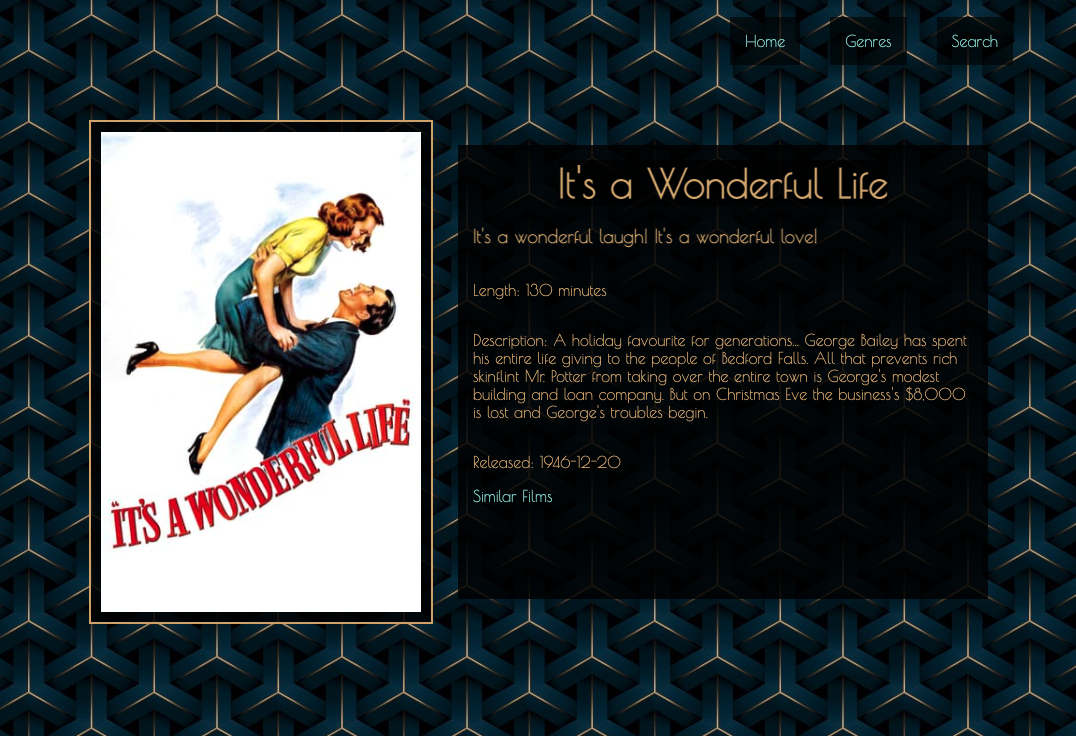 Home Genres Search
It's a Wonderful Life
It's a wonderful laugh! It's a wonderful love!
Length: 130 minutes
Description: A holiday favourite for generations... George Bailey has spent
his entire life giving to the people of Bedford Falls. All that prevents rich
skinflint Mr. Potter from taking over the entire town is George's modest
building and loan company. But on Christmas Eve the business's $8,000
is lost and George's troubles begin.
Released: 1946-12-20
Similar Films
"IT'S A WONDERFUL LIFE"